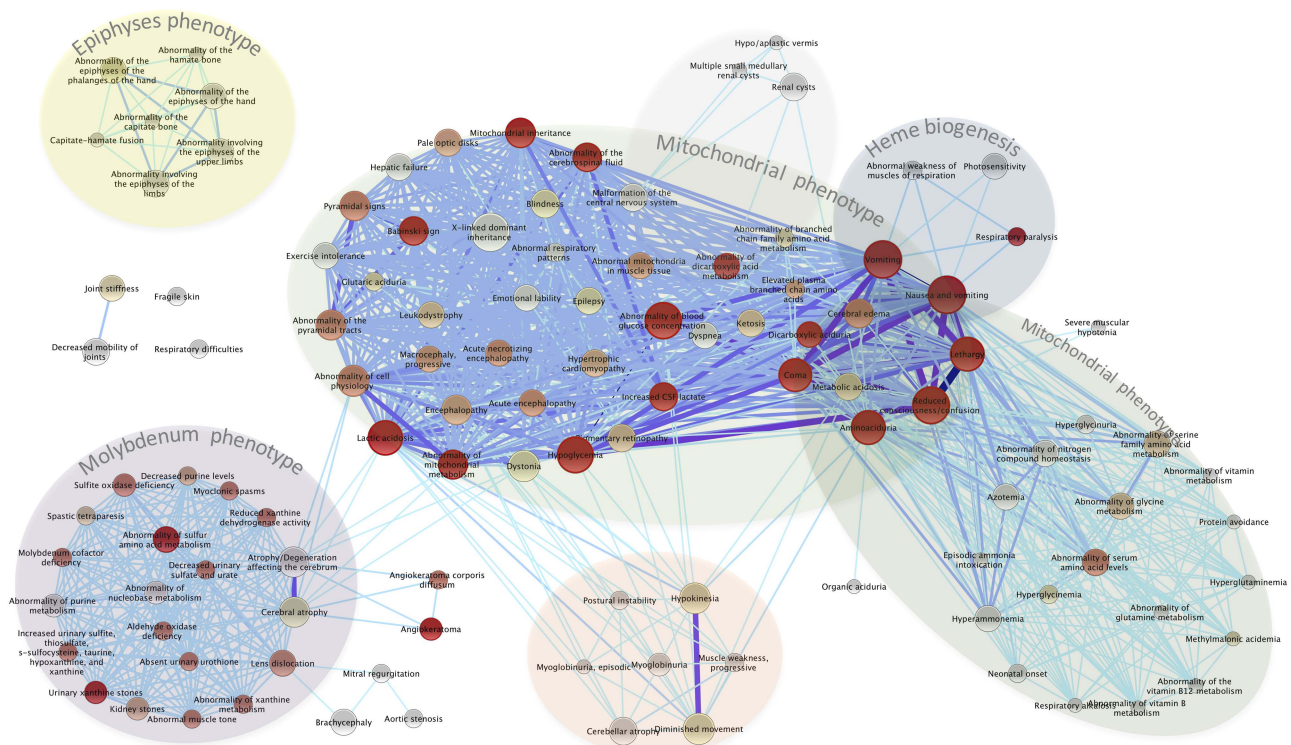 Epiphyses phenotype
Abnormality of the
hamate bone
Abnormality of the
epiphyses of the
phalanges of the hand
Abnormality of the
epiphyses of the hand
Abnormality of the
capitate bone
Capitate-hamate fusion
Abnormality involving
the epiphyses of the
upper limbs
Abnormality involving
the epiphyses of the
limbs
Joint stiffness
Fragile skin
Decreased mobility of
joints
Respiratory difficulties
Hypo/aplastic vermis
Multiple small medullary
renal cysts
Renal cysts
Mitochondrial phenotype
Mitochondrial inheritance
Pale optic disks
Abnormality of the
cerebrospinal fluid
Hepatic failure
Malformation of the
central nervous system
Blindness
Pyramidal signs
Babinski sign
X-linked dominant
inheritance
Abnormality of branched
chain family amino acid
metabolism
Exercise intolerance
Abnormal respiratory
patterns
Abnormal mitochondria
in muscle tissue
Abnormality of
dicarboxylic acid
metabolism
Glutaric aciduria
Elevated plasma
branched chain amino
acids
Emotional lability
Epilepsy
Leukodystrophy
Abnormality of
the pyramidal tracts
Abnormality of blood
glucose concentration
Dyspnea
Ketosis
Cerebral edema
Dicarboxylic aciduria
Macrocephaly,
progressive
Acute necrotizing
encephalopathy
Hypertrophic
cardiomyopathy
Abnormality of cell
physiology
Coma
Metabolic acidosis
Encephalopathy
Acute encephalopathy
Increased CSF lactate
Reduced
consciousness/confusion
Aminoaciduria
Lactic acidosis
Pigmentary retinopathy
Abnormality of
mitochondrial
metabolism
Dystonia
Hypoglycemia
Heme biogenesis
Abnormal weakness of
muscles of respiration
Photosensitivity
Respiratory paralysis
Vomiting
Nausea and vomiting
Lethargy
Severe muscular
hypotonia
Mitochondrial phenotype
Hyperglycinuria
Abnormality of serine
family amino acid
metabolism
Abnormality of nitrogen
compound homeostasis
Abnormality of vitamin
metabolism
Azotemia
Abnormality of glycine
metabolism
Protein avoidance
Episodic ammonia
intoxication
Abnormality of serum
amino acid levels
Organic aciduria
Hyperglutaminemia
Hyperglycinemia
Hyperammonemia
Abnormality of
glutamine metabolism
Methylmalonic acidemia
Neonatal onset
Abnormality of the
vitamin B12 metabolism
Respiratory alkalosis
Abnormality of vitamin B
metabolism
Molybdenum phenotype
Decreased purine levels
Sulfite oxidase deficiency
Myoclonic spasms
Spastic tetraparesis
Reduced xanthine
dehydrogenase activity
Abnormality of sulfur
amino acid metabolism
Molybdenum cofactor
deficiency
Atrophy/Degeneration
affecting the cerebrum
Decreased urinary
sulfate and urate
Angiokeratoma corporis
diffusum
Abnormality of
nucleobase metabolism
Abnormality of purine
metabolism
Cerebral atrophy
Aldehyde oxidase
deficiency
Angiokeratoma
Increased urinary sulfite,
thiosulfate,
s-sulfocysteine, taurine,
hypoxanthine, and
xanthine
Absent urinary urothione
Lens dislocation
Urinary xanthine stones
Kidney stones
Abnormality of xanthine
metabolism
Abnormal muscle tone
Mitral regurgitation
Brachycephaly
Aortic stenosis
Postural instability
Hypokinesia
Myoglobinuria, episodic
Myoglobinuria
Muscle weakness,
progressive
Cerebellar atrophy
Diminished movement